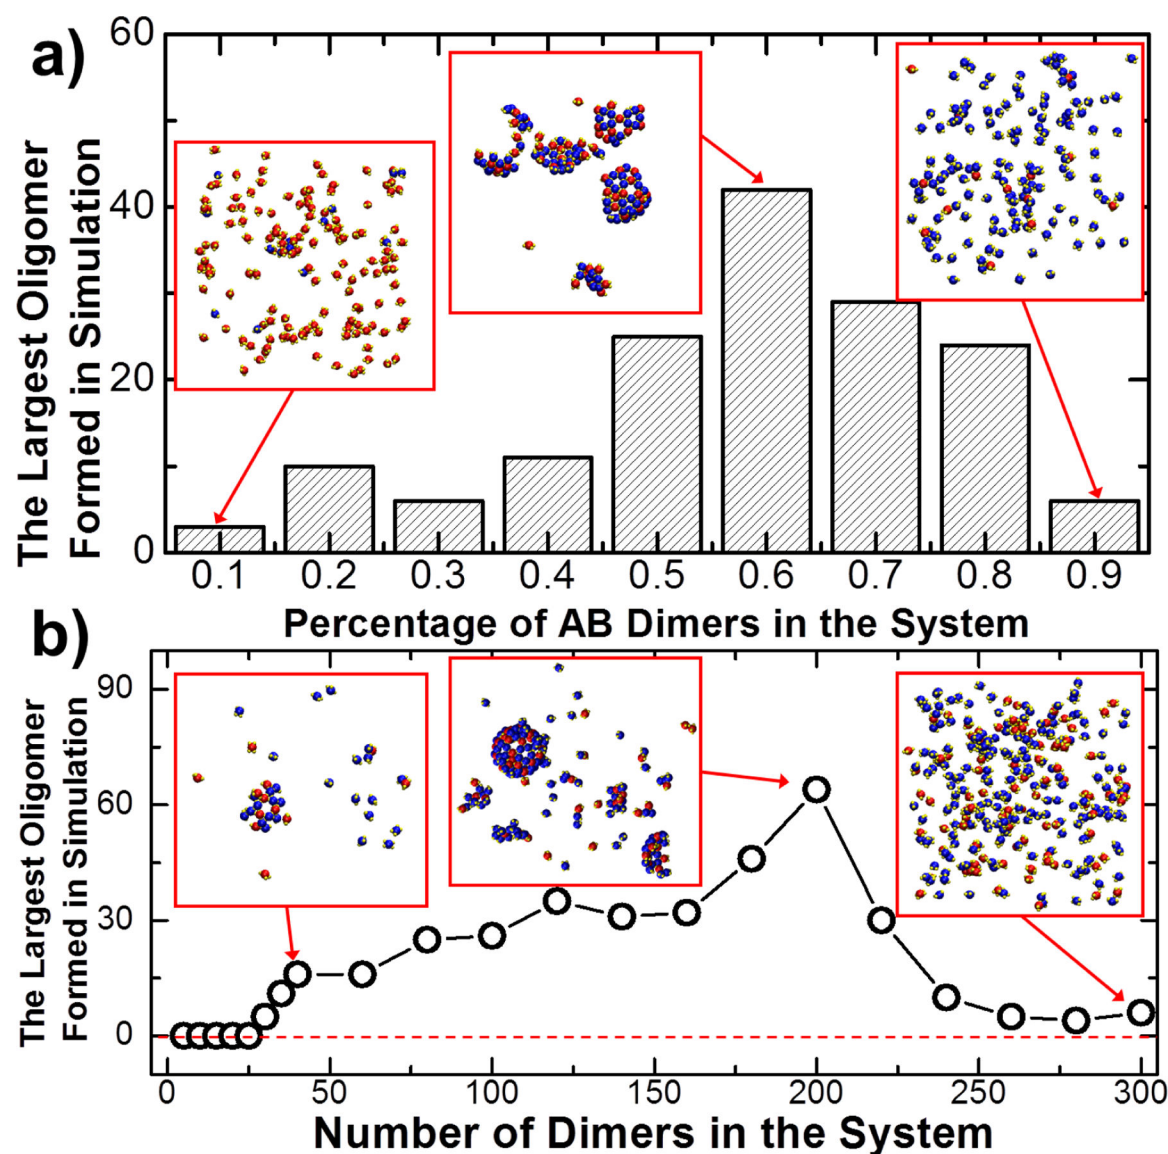 a)
The Largest Oligomer
Formed in Simulation
60
40
20
0
0.1 0.2 0.3 0.4 0.5 0.6 0.7 0.8 0.9
Percentage of AB Dimers in the System
b)
The Largest Oligomer
Formed in Simulation
90
60
30
0
0 50 100 150 200 250 300
Number of Dimers in the System